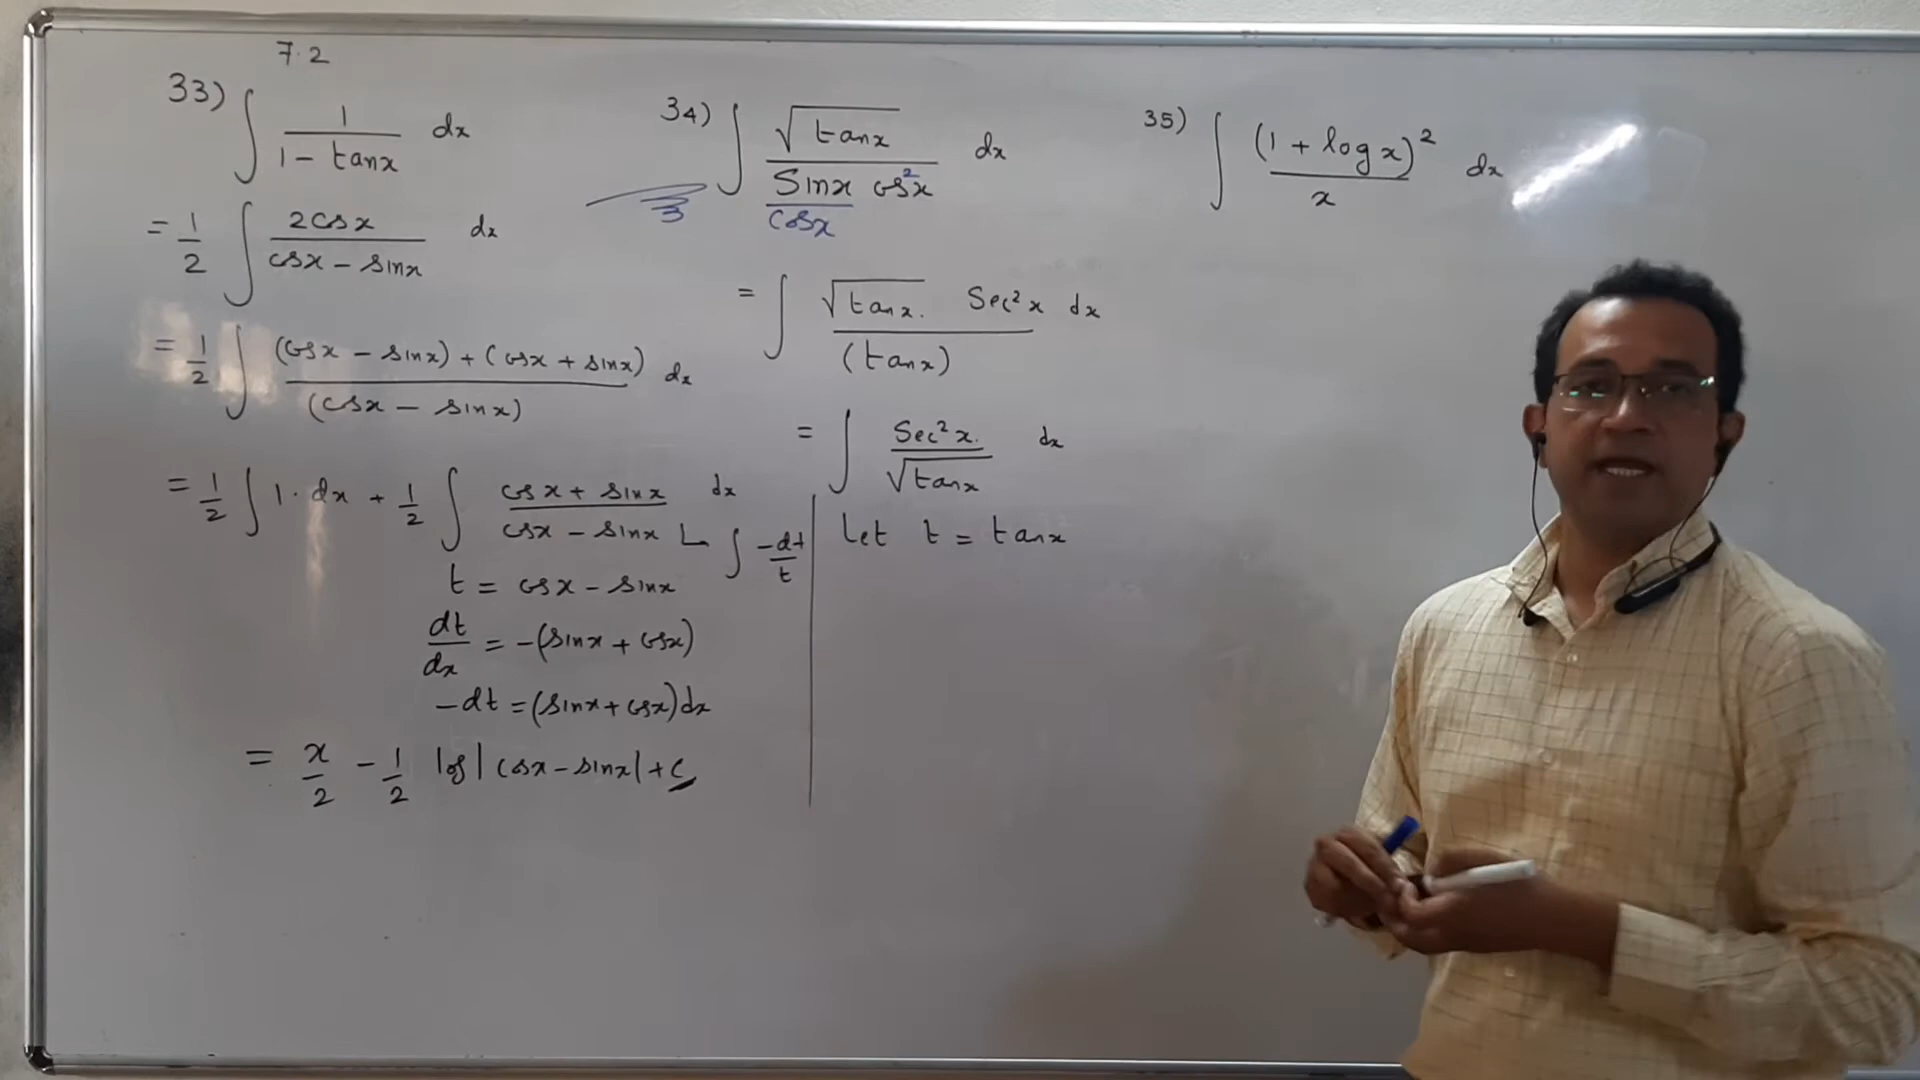 7.2
33) ∫ 1/(1 - tanx) dx
= 1/2 ∫ 2cosx/(cosx - sinx) dx
= 1/2 ∫ ((cosx - sinx) + (cosx + sinx))/(cosx - sinx) dx
= 1/2 ∫ 1. dx + 1/2 ∫ (cosx + sinx)/(cosx - sinx) dx
∫ -dt/t
t = cosx - sinx
dt/dx = -(sinx + cosx)
-dt = (sinx + cosx)dx
= x/2 - 1/2 log|cosx - sinx| + c
34) ∫ √tanx/(Sinx/cosx cos²x) dx
= ∫ √tanx. Sec²x/(tanx) dx
= ∫ Sec²x./√tanx dx
Let t = tanx
35) ∫ (1 + logx)²/x dx